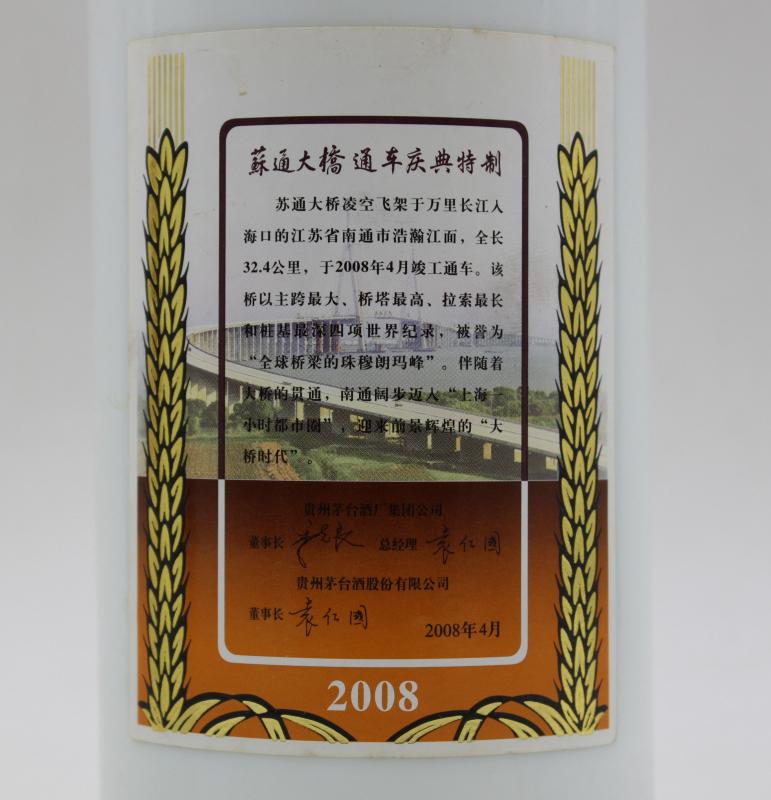 蘇通大橋通车庆典特制
苏通大桥凌空飞架于万里长江入
海口的江苏省南通市浩瀚江面，全长
32.4公里，于2008年4月竣工通车。该
桥以主跨最大、桥塔最高、拉索最长
和桩基最深四项世界纪录，被誉为
“全球桥梁的珠穆朗玛峰”。伴随着
大桥的贯通，南通阔步迈入“上海一
小时都市圈”，迎来前景辉煌的“大
桥时代”。
贵州茅台酒厂集团公司
董事长 季克良 总经理 袁仁国
贵州茅台酒股份有限公司
董事长 袁仁国
2008年4月
2008